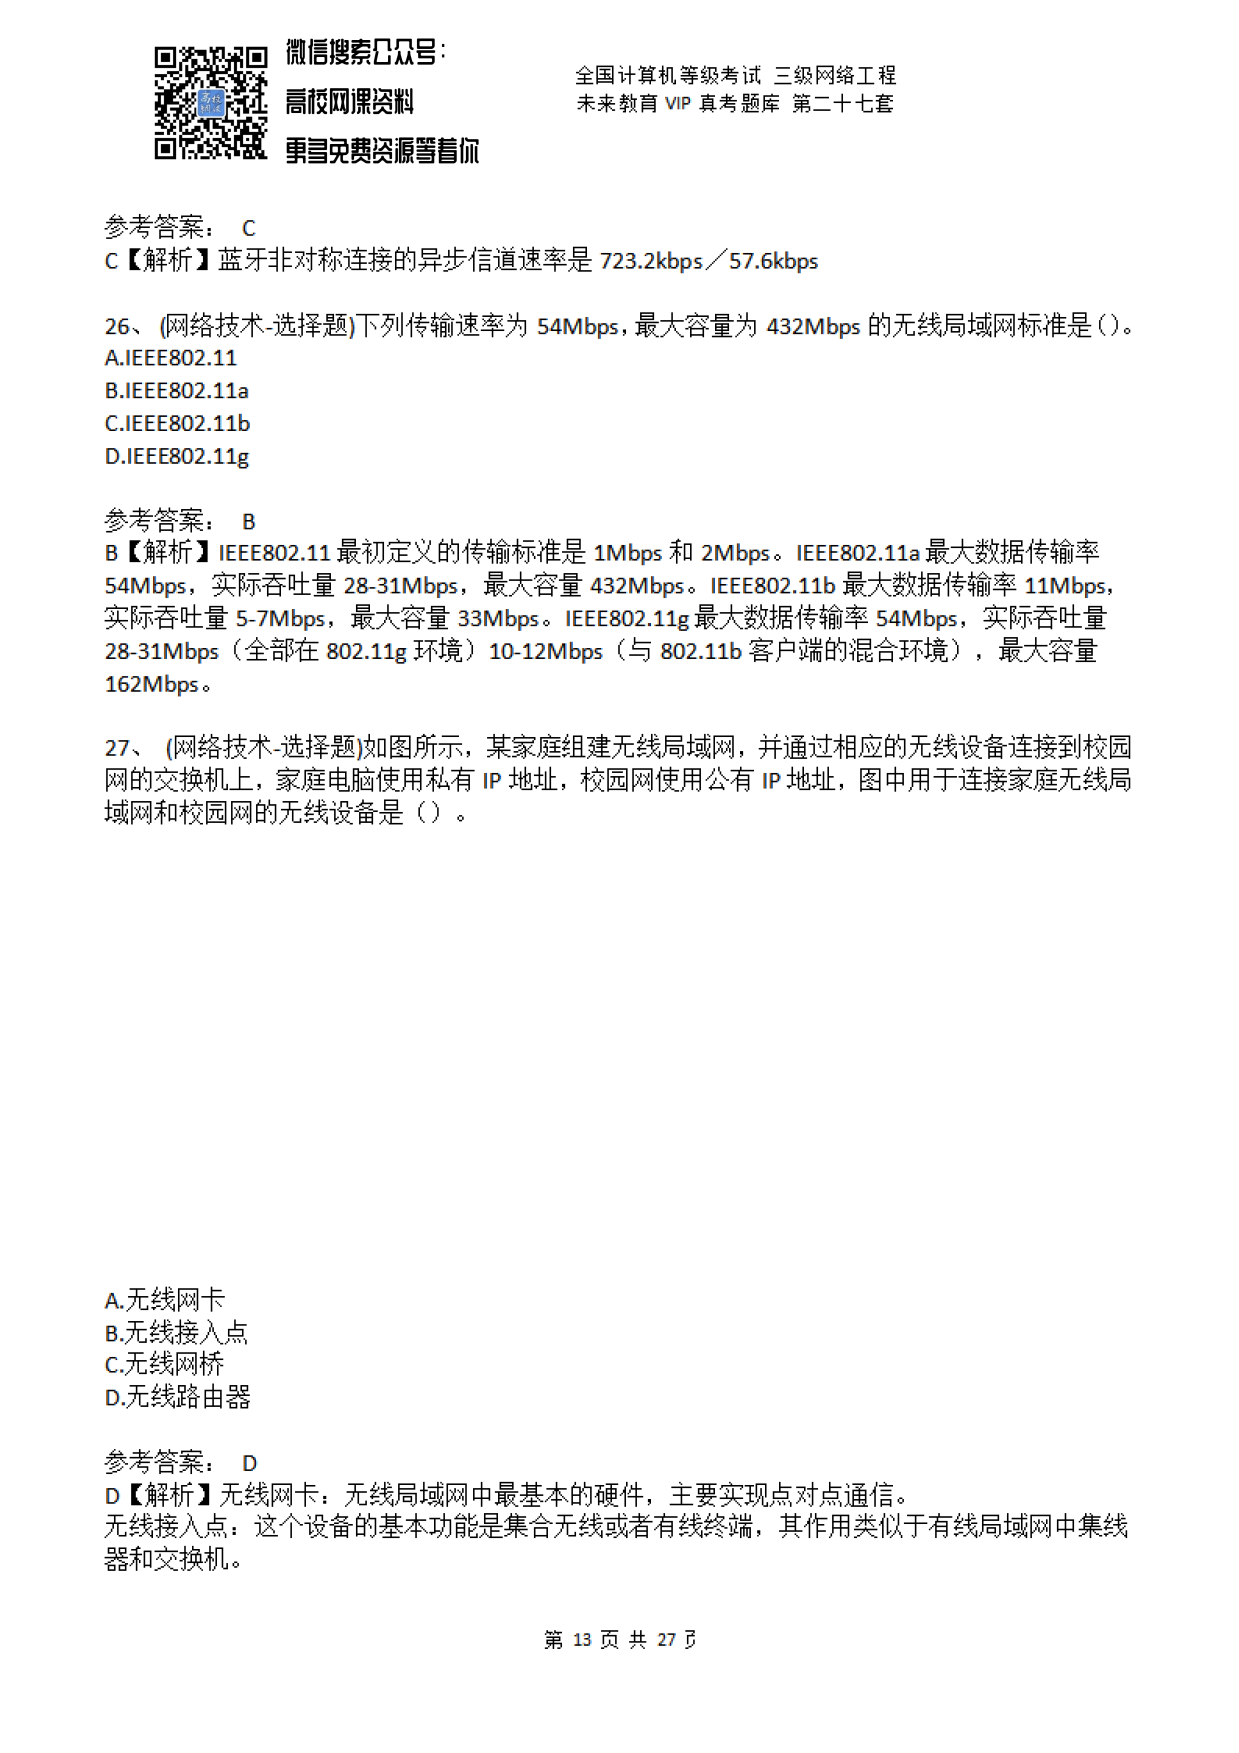 微信搜索公众号：
高校网课资料
更多免费资源等着你
全国计算机等级考试 三级网络工程
未来教育 VIP 真考题库 第二十七套
高校
参考答案： C
C【解析】蓝牙非对称连接的异步信道速率是 723.2kbps／57.6kbps
26、 (网络技术-选择题)下列传输速率为 54Mbps，最大容量为 432Mbps 的无线局域网标准是（）。
A.IEEE802.11
B.IEEE802.11a
C.IEEE802.11b
D.IEEE802.11g
参考答案： B
B【解析】IEEE802.11 最初定义的传输标准是 1Mbps 和 2Mbps。IEEE802.11a 最大数据传输率
54Mbps，实际吞吐量 28-31Mbps，最大容量 432Mbps。IEEE802.11b 最大数据传输率 11Mbps，
实际吞吐量 5-7Mbps，最大容量 33Mbps。IEEE802.11g 最大数据传输率 54Mbps，实际吞吐量
28-31Mbps（全部在 802.11g 环境）10-12Mbps（与 802.11b 客户端的混合环境），最大容量
162Mbps。
27、 (网络技术-选择题)如图所示，某家庭组建无线局域网，并通过相应的无线设备连接到校园
网的交换机上，家庭电脑使用私有 IP 地址，校园网使用公有 IP 地址，图中用于连接家庭无线局
域网和校园网的无线设备是（）。
A.无线网卡
B.无线接入点
C.无线网桥
D.无线路由器
参考答案： D
D【解析】无线网卡：无线局域网中最基本的硬件，主要实现点对点通信。
无线接入点：这个设备的基本功能是集合无线或者有线终端，其作用类似于有线局域网中集线
器和交换机。
第 13 页 共 27 页